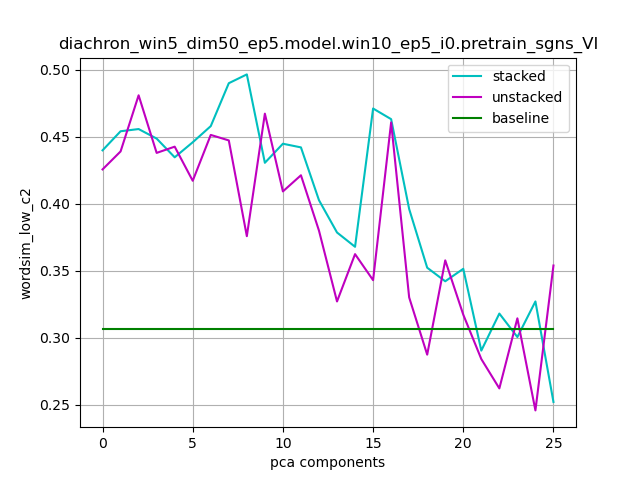 diachron_win5_dim50_ep5.model.win10_ep5_i0.pretrain_sgns_VI
stacked
unstacked
baseline
wordsim_low_c2
0.50
0.45
0.40
0.35
0.30
0.25
0
5
10
15
20
25
pca components